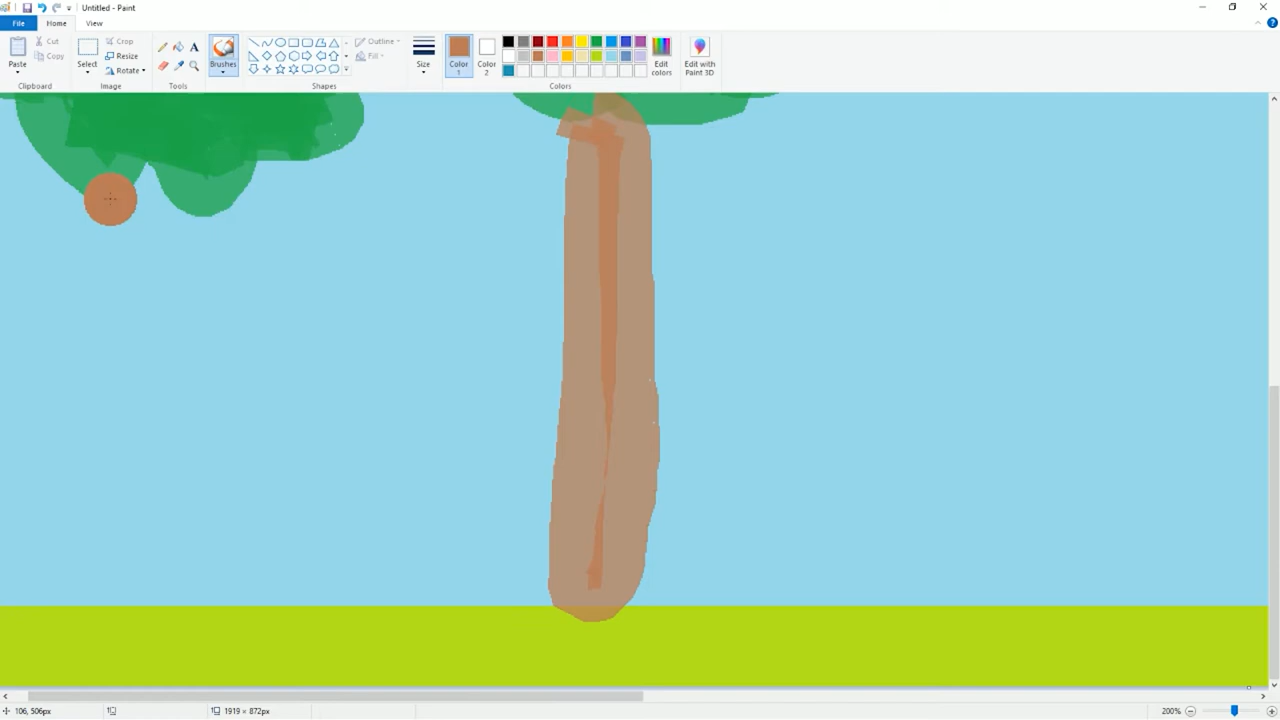 Untitled - Paint
File Home View
Paste
Cut
Copy
Clipboard
Select
Crop
Resize
Rotate
Image
A
Tools
Brushes
Shapes
Outline
Fill
Size
Color 1
Color 2
Colors
Edit colors
Edit with Paint 3D
106, 506px
1919 × 872px
200%